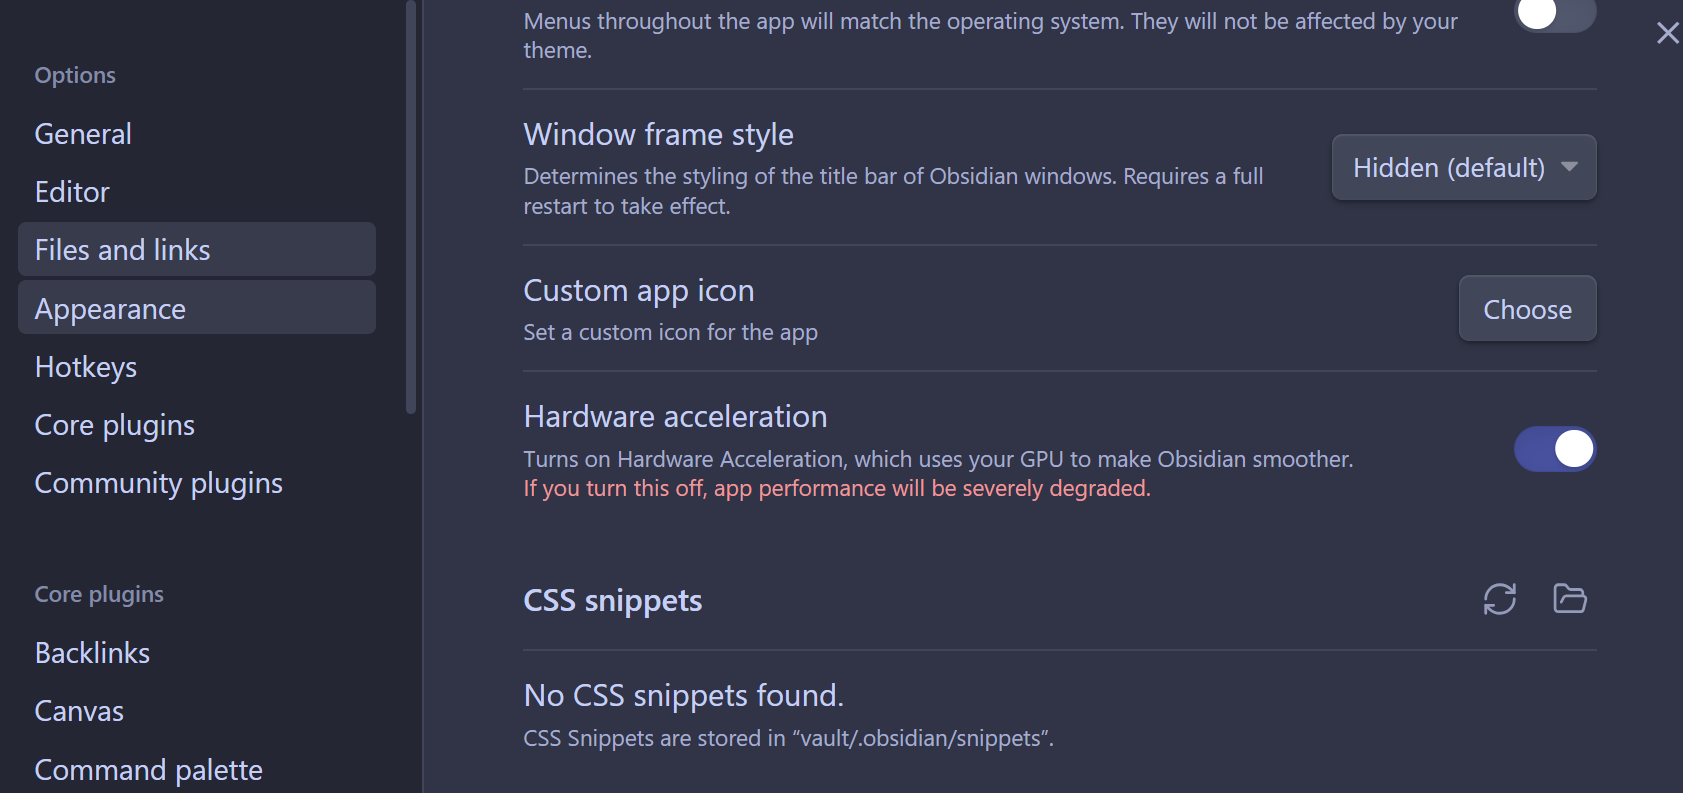 Options
General
Editor
Files and links
Appearance
Hotkeys
Core plugins
Community plugins
Core plugins
Backlinks
Canvas
Command palette
Menus throughout the app will match the operating system. They will not be affected by your
theme.
Window frame style
Determines the styling of the title bar of Obsidian windows. Requires a full
restart to take effect.
Hidden (default)
Custom app icon
Set a custom icon for the app
Choose
Hardware acceleration
Turns on Hardware Acceleration, which uses your GPU to make Obsidian smoother.
If you turn this off, app performance will be severely degraded.
CSS snippets
No CSS snippets found.
CSS Snippets are stored in “vault/.obsidian/snippets”.